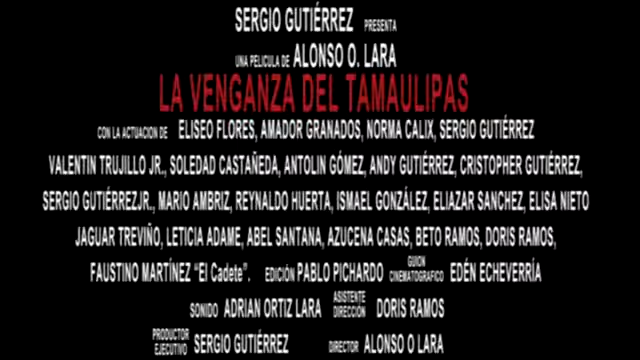 SERGIO GUTIÉRREZ PRESENTA
UNA PELICULA DE ALONSO O. LARA
LA VENGANZA DEL TAMAULIPAS
CON LA ACTUACION DE ELISEO FLORES, AMADOR GRANADOS, NORMA CALIX, SERGIO GUTIÉRREZ
VALENTIN TRUJILLO JR., SOLEDAD CASTAÑEDA, ANTOLIN GÓMEZ, ANDY GUTIÉRREZ, CRISTOPHER GUTIÉRREZ,
SERGIO GUTIÉRREZJR., MARIO AMBRIZ, REYNALDO HUERTA, ISMAEL GONZÁLEZ, ELIAZAR SANCHEZ, ELISA NIETO
JAGUAR TREVIÑO, LETICIA ADAME, ABEL SANTANA, AZUCENA CASAS, BETO RAMOS, DORIS RAMOS,
FAUSTINO MARTÍNEZ "El Cadete". EDICIÓN PABLO PICHARDO GUION CINEMATOGRAFICO EDÉN ECHEVERRÍA
SONIDO ADRIAN ORTIZ LARA ASISTENTE DIRECCIÓN DORIS RAMOS
PRODUCTOR EJECUTIVO SERGIO GUTIÉRREZ DIRECTOR ALONSO O LARA